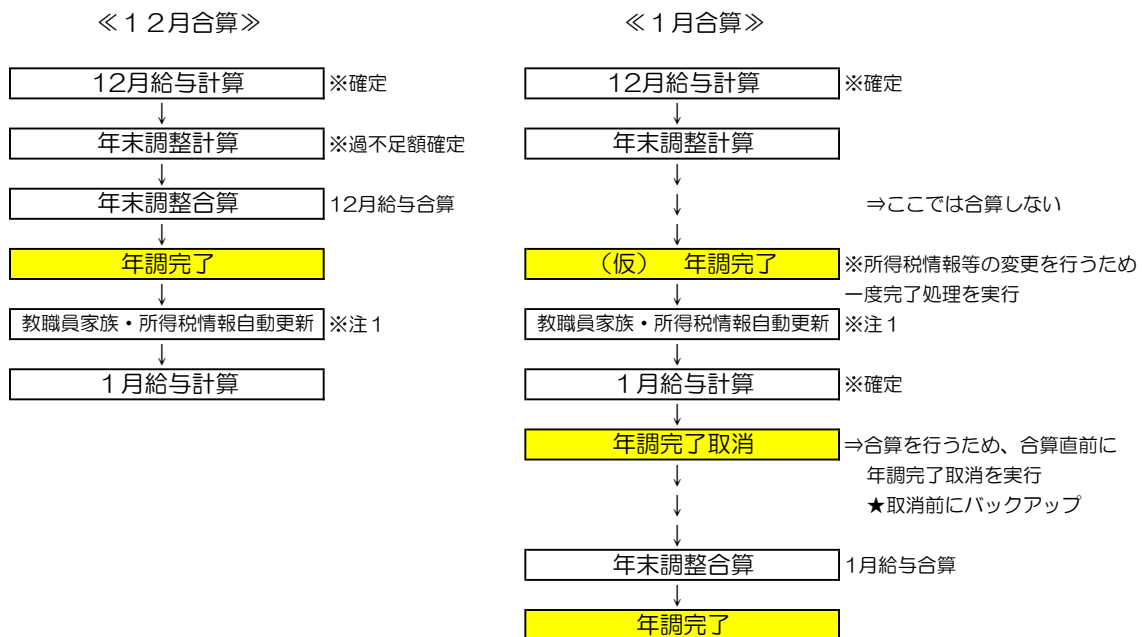 ≪１２月合算≫
12月給与計算 ※確定
↓
年末調整計算 ※過不足額確定
↓
年末調整合算 12月給与合算
↓
年調完了
↓
教職員家族・所得税情報自動更新 ※注１
↓
１月給与計算
≪１月合算≫
12月給与計算 ※確定
↓
年末調整計算
↓
↓ ⇒ここでは合算しない
↓
（仮）　年調完了 ※所得税情報等の変更を行うため
↓ 一度完了処理を実行
教職員家族・所得税情報自動更新 ※注１
↓
１月給与計算 ※確定
↓
年調完了取消 ⇒合算を行うため、合算直前に
↓ 年調完了取消を実行
↓ ★取消前にバックアップ
↓
年末調整合算 1月給与合算
↓
年調完了